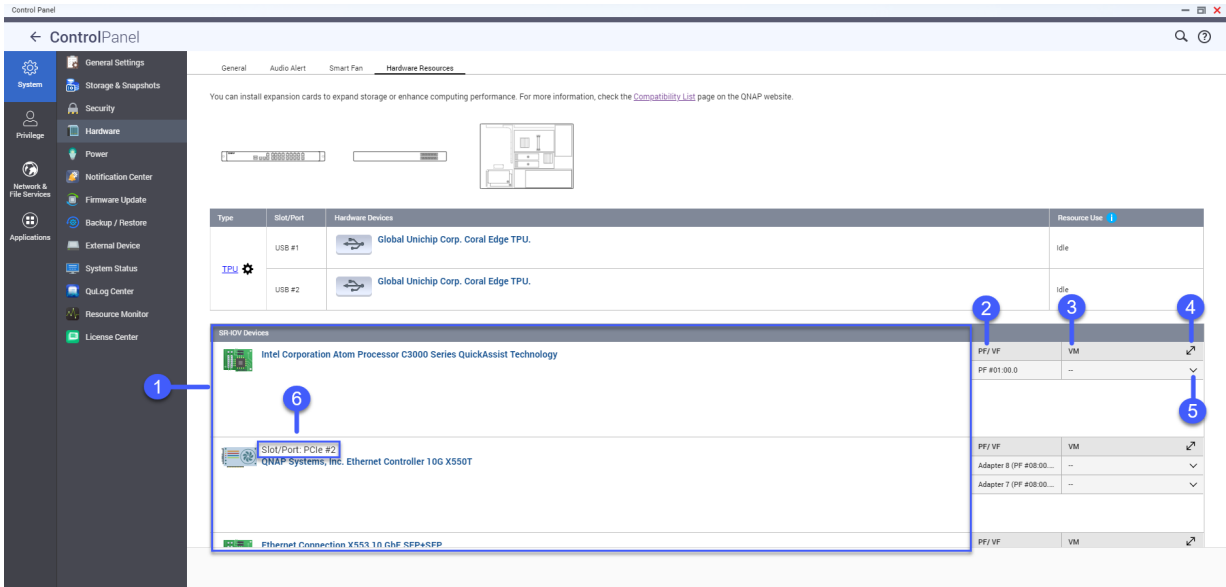 Control Panel
ControlPanel
System
Privilege
Network &
File Services
Applications
General Settings
Storage & Snapshots
Security
Hardware
Power
Notification Center
Firmware Update
Backup / Restore
External Device
System Status
QuLog Center
Resource Monitor
License Center
General Audio Alert Smart Fan Hardware Resources
You can install expansion cards to expand storage or enhance computing performance. For more information, check the Compatibility List page on the QNAP website.
Type Slot/Port Hardware Devices Resource Use
TPU
USB #1 Global Unichip Corp. Coral Edge TPU. Idle
USB #2 Global Unichip Corp. Coral Edge TPU. Idle
2 3 4
SR-IOV Devices
Intel Corporation Atom Processor C3000 Series QuickAssist Technology
PF/ VF VM
PF #01:00.0 --
1
6
5
Slot/Port: PCIe #2
QNAP Systems, Inc. Ethernet Controller 10G X550T
PF/ VF VM
Adapter 8 (PF #08:00.... --
Adapter 7 (PF #08:00.... --
Ethernet Connection X553 10 GbE SFP+SFP
PF/ VF VM